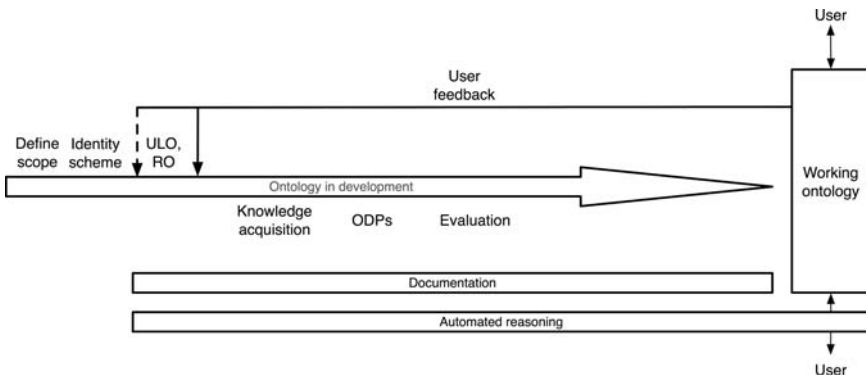 User
User
feedback
Define
scope
Identity
scheme
ULO,
RO
Working
ontology
Ontology in development
Knowledge
acquisition
ODPs
Evaluation
Documentation
Automated reasoning
User